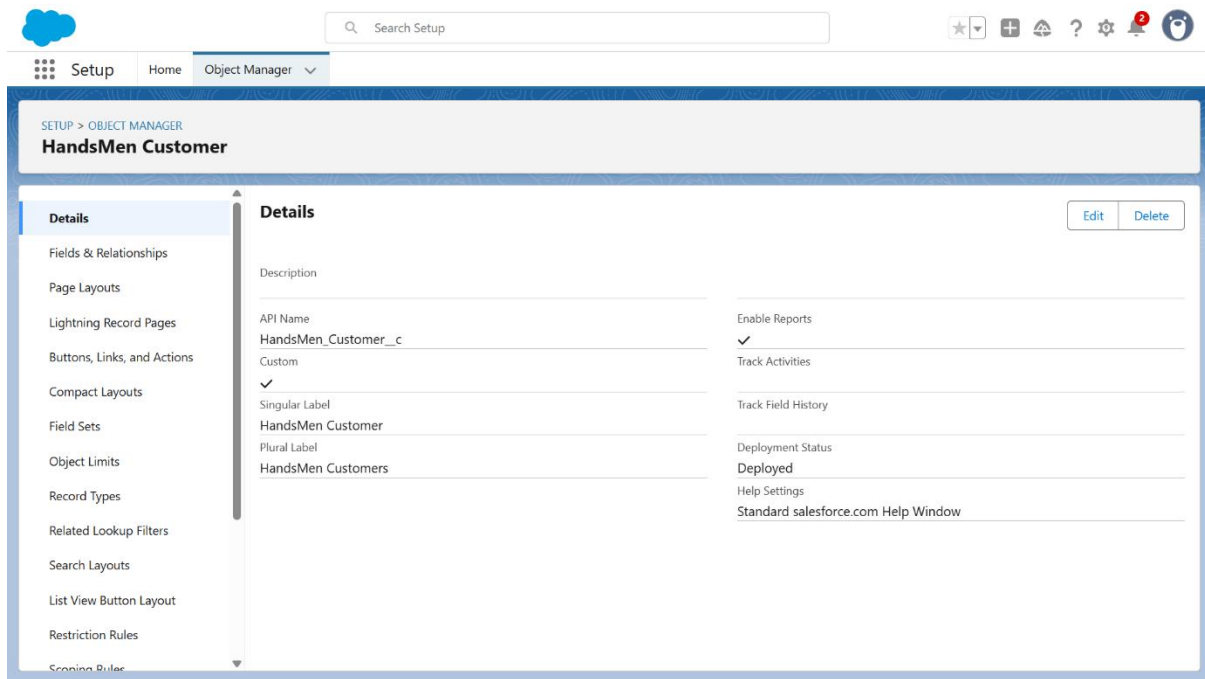 Search Setup
2
Setup
Home
Object Manager
SETUP > OBJECT MANAGER
HandsMen Customer
Details
Fields & Relationships
Page Layouts
Lightning Record Pages
Buttons, Links, and Actions
Compact Layouts
Field Sets
Object Limits
Record Types
Related Lookup Filters
Search Layouts
List View Button Layout
Restriction Rules
Scoping Rules
Details
Edit
Delete
Description
API Name
HandsMen_Customer__c
Custom
Singular Label
HandsMen Customer
Plural Label
HandsMen Customers
Enable Reports
Track Activities
Track Field History
Deployment Status
Deployed
Help Settings
Standard salesforce.com Help Window